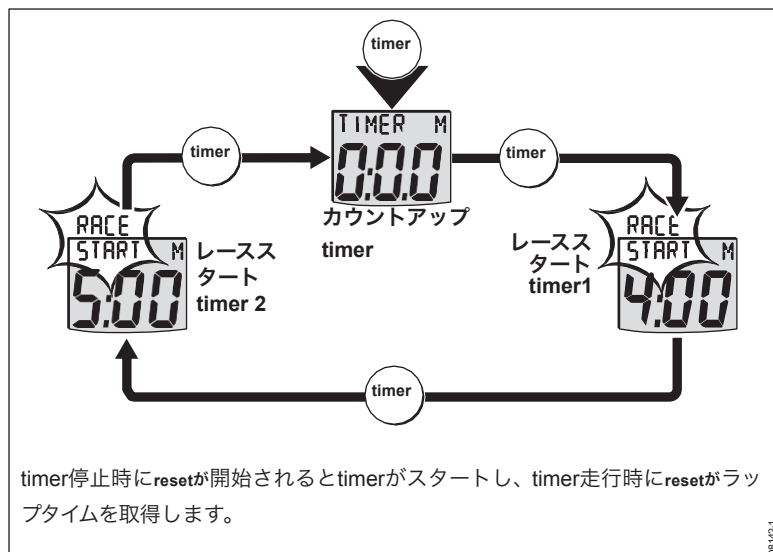 timer
TIMER M
0:0.0
カウントアップ
timer
timer
timer
RACE
START M
5:00
レースス
タート
timer 2
レースス
タート
timer1
RACE
START M
4:00
timer
timer停止時にresetが開始されるとtimerがスタートし、timer走行時にresetがラッ
プタイムを取得します。